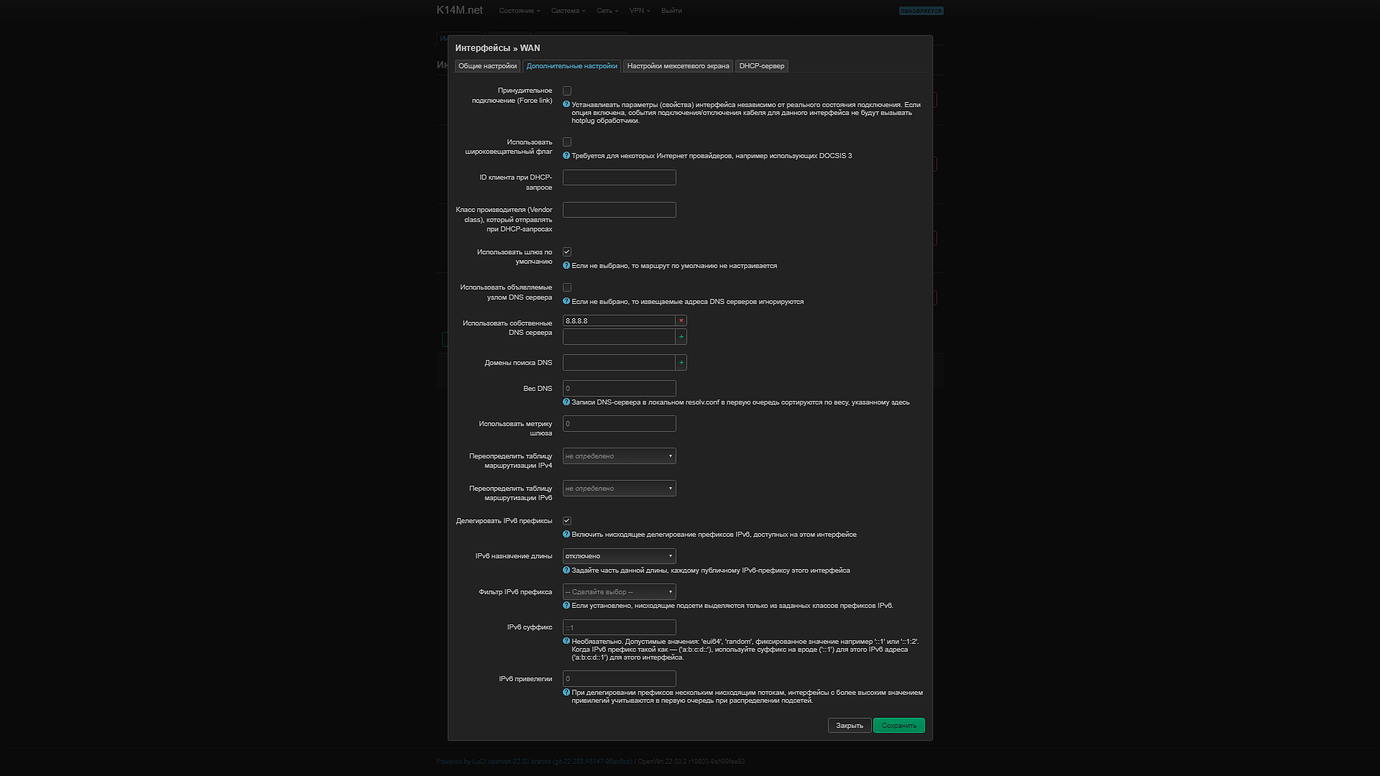 K14M.net Состояние Система Сеть VPN Выйти ОБНОВЛЯЕТСЯ
Интерфейсы » WAN
Общие настройки Дополнительные настройки Настройки межсетевого экрана DHCP-сервер
Принудительное
подключение (Force link)
Устанавливать параметры (свойства) интерфейса независимо от реального состояния подключения. Если
опция включена, события подключения/отключения кабеля для данного интерфейса не будут вызывать
hotplug обработчики.
Использовать
широковещательный флаг
Требуется для некоторых Интернет провайдеров, например использующих DOCSIS 3
ID клиента при DHCP-
запросе
Класс производителя (Vendor
class), который отправлять
при DHCP-запросах
Использовать шлюз по
умолчанию
Если не выбрано, то маршрут по умолчанию не настраивается
Использовать объявляемые
узлом DNS сервера
Если не выбрано, то извещаемые адреса DNS серверов игнорируются
Использовать собственные
DNS сервера
8.8.8.8
Домены поиска DNS
Вес DNS
0
Записи DNS-сервера в локальном resolv.conf в первую очередь сортируются по весу, указанному здесь
Использовать метрику
шлюза
0
Переопределить таблицу
маршрутизации IPv4
не определено
Переопределить таблицу
маршрутизации IPv6
не определено
Делегировать IPv6 префиксы
Включить нисходящее делегирование префиксов IPv6, доступных на этом интерфейсе
IPv6 назначение длины
отключено
Задайте часть данной длины, каждому публичному IPv6-префиксу этого интерфейса
Фильтр IPv6 префикса
-- Сделайте выбор --
Если установлено, нисходящие подсети выделяются только из заданных классов префиксов IPv6.
IPv6 суффикс
::1
Необязательно. Допустимые значения: 'eui64', 'random', фиксированное значение например '::1' или '::1:2'.
Когда IPv6 префикс такой как — ('a:b:c:d::'), используйте суффикс на вроде ('::1') для этого IPv6 адреса
('a:b:c:d::1') для этого интерфейса.
IPv6 привелегии
0
При делегировании префиксов нескольким нисходящим потокам, интерфейсы с более высоким значением
привилегий учитываются в первую очередь при распределении подсетей.
Закрыть Сохранить
Powered by LuCI openwrt-22.03 branch / OpenWrt 22.03.2